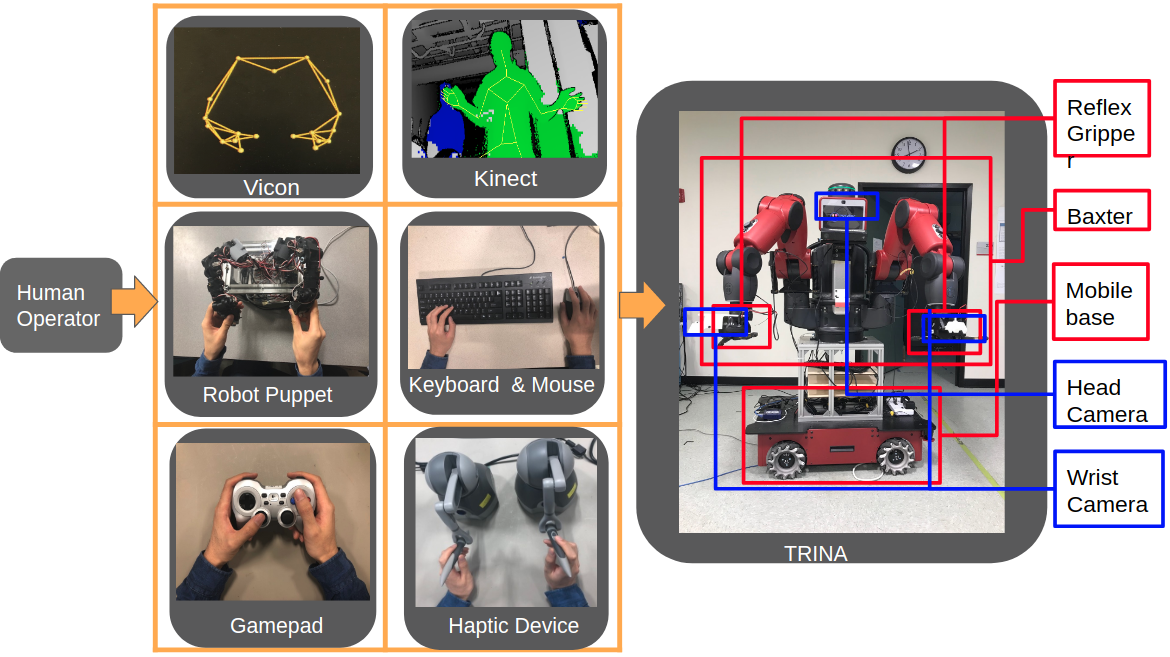 Human
Operator
Vicon
Kinect
Robot Puppet
Keyboard & Mouse
Gamepad
Haptic Device
TRINA
Reflex
Grippe
r
Baxter
Mobile
base
Head
Camera
Wrist
Camera